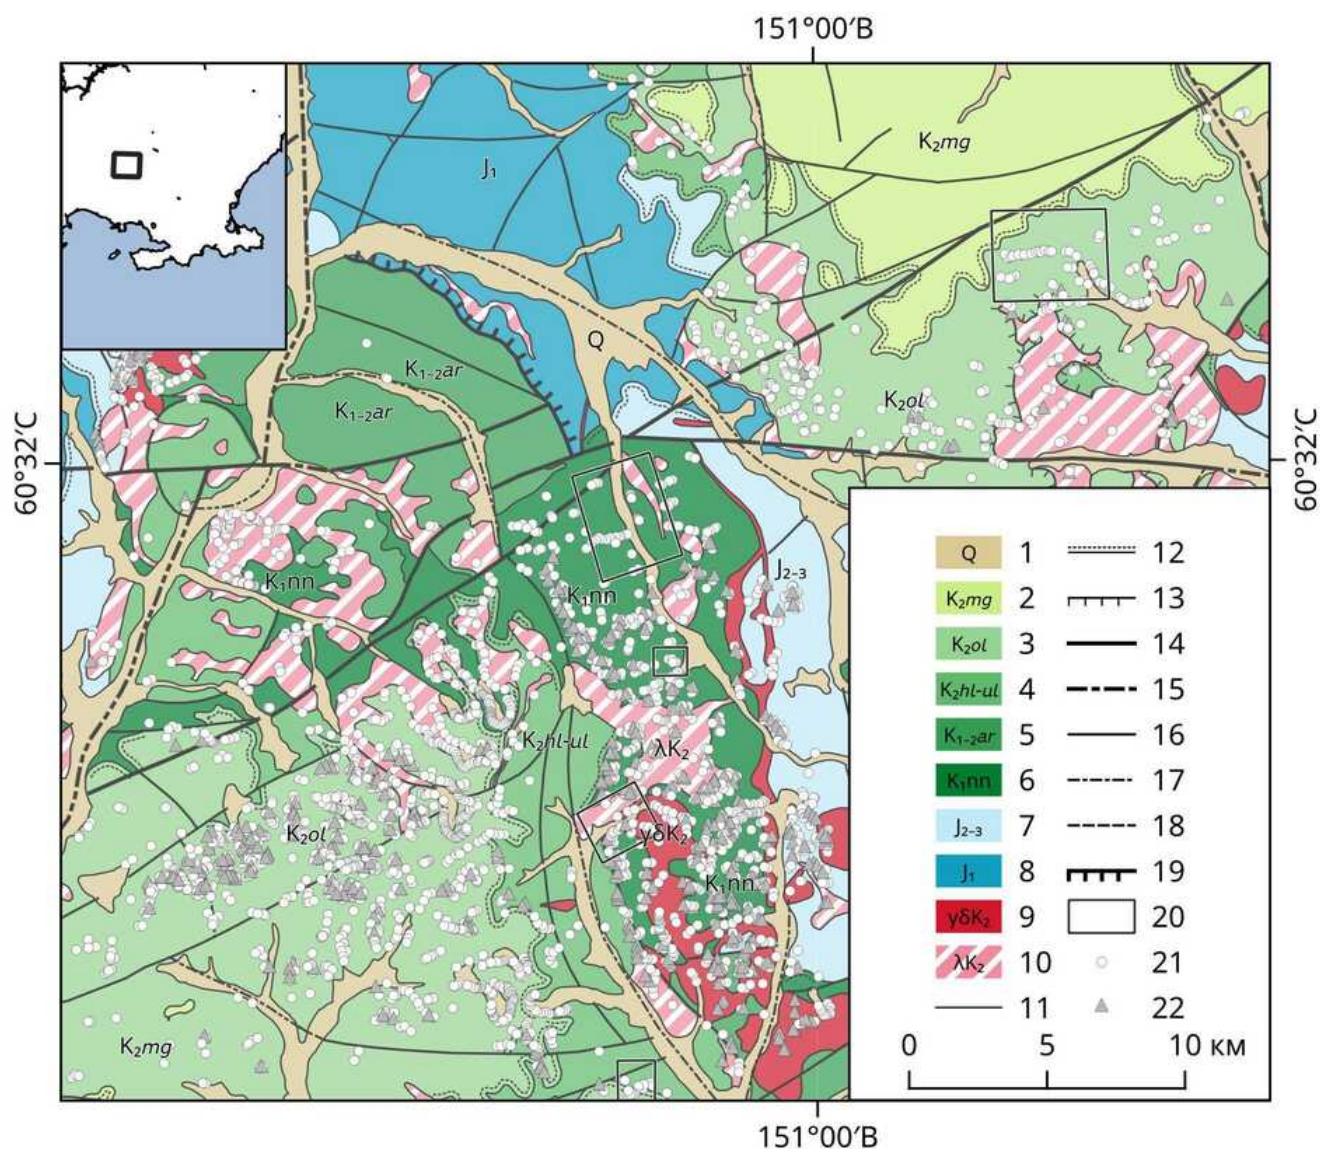 151°00′В
K₂mg
J₁
Q
K₁₋₂ar
K₁₋₂ar
K₂ol
60°32′С
60°32′С
K₁nn
K₁nn
J₂₋₃
K₂hl-ul
λK₂
K₂ol
γδK₂
K₁nn
K₂mg
Q 1 12
K₂mg 2 13
K₂ol 3 14
K₂hl-ul 4 15
K₁₋₂ar 5 16
K₁nn 6 17
J₂₋₃ 7 18
J₁ 8 19
γδK₂ 9 20
λK₂ 10 21
11 22
0 5 10 км
151°00′В